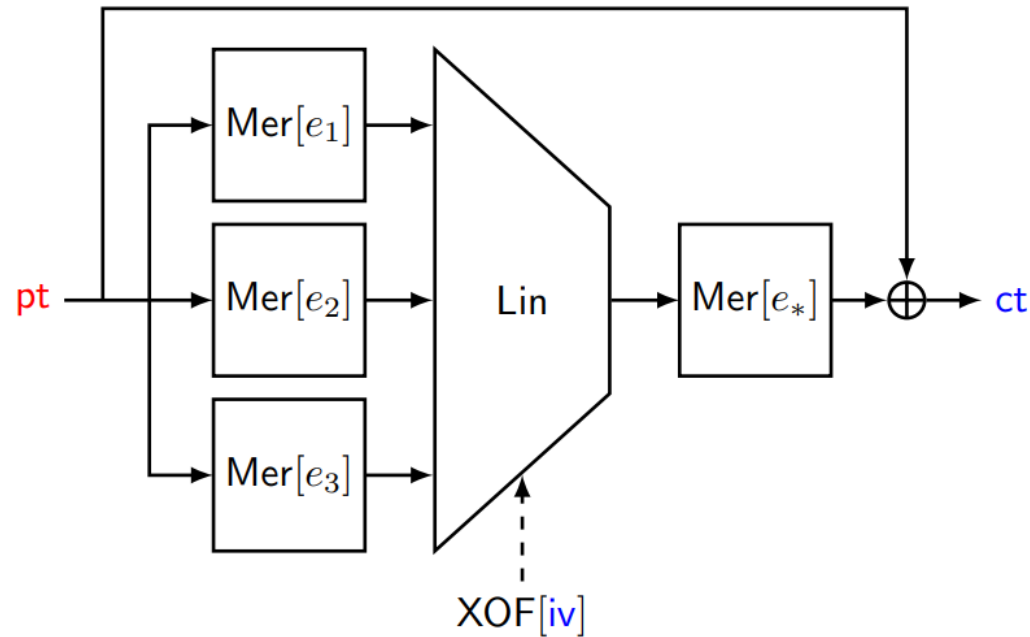 Mer[e₁]
pt
Mer[e₂]
Lin
Mer[e∗]
ct
Mer[e₃]
XOF[iv]